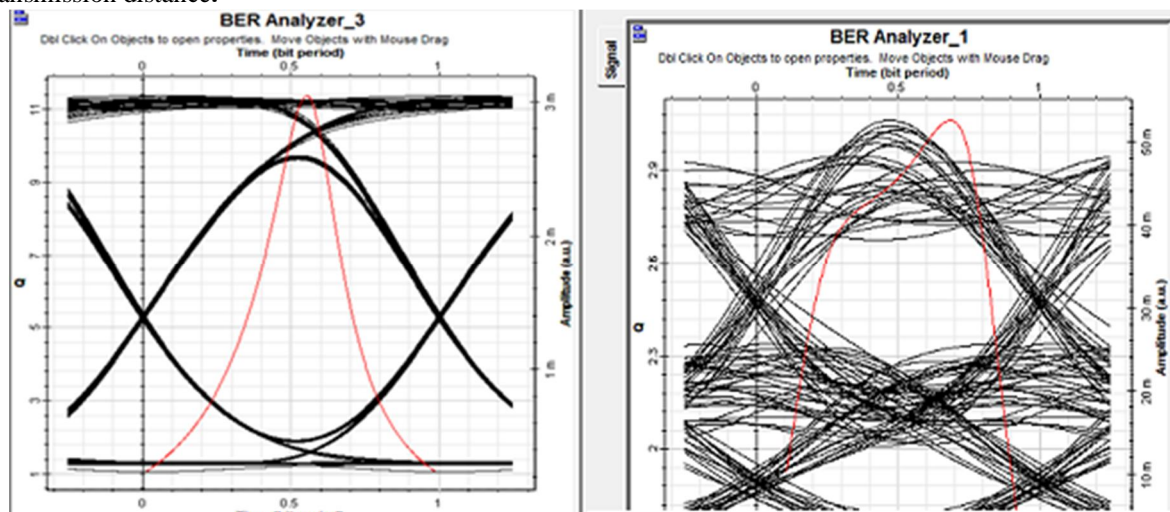 transmission distance.
BER Analyzer_3
Dbl Click On Objects to open properties. Move Objects with Mouse Drag
Time (bit period)
0 0.5 1
Q
11
9
7
5
3
1
3 m
2 m
1 m
Amplitude (a.u.)
0 0.5 1
Signal
BER Analyzer_1
Dbl Click On Objects to open properties. Move Objects with Mouse Drag
Time (bit period)
0 0.5 1
Q
2.9
2.6
2.3
2
50 m
40 m
30 m
20 m
10 m
Amplitude (a.u.)